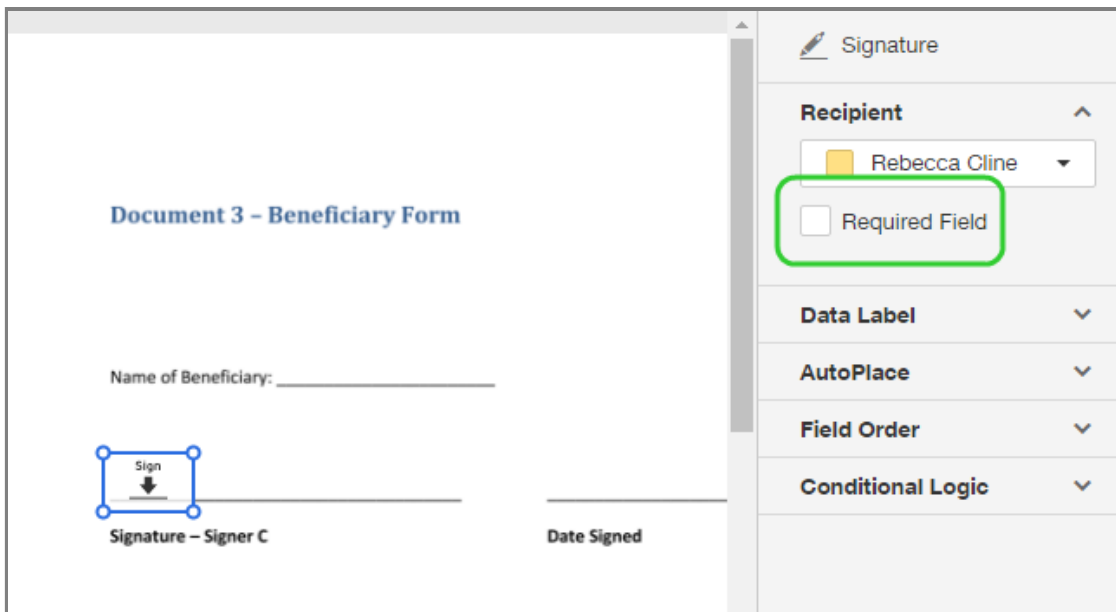 Document 3 – Beneficiary Form
Name of Beneficiary: ________________________
Sign
Signature – Signer C
Date Signed
Signature
Recipient
Rebecca Cline
Required Field
Data Label
AutoPlace
Field Order
Conditional Logic